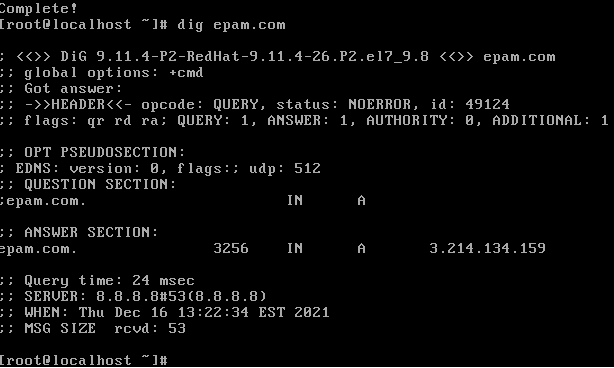 Complete!
[root@localhost ~]# dig epam.com
; <<>> DiG 9.11.4-P2-RedHat-9.11.4-26.P2.el7_9.8 <<>> epam.com
;; global options: +cmd
;; Got answer:
;; ->>HEADER<<- opcode: QUERY, status: NOERROR, id: 49124
;; flags: qr rd ra; QUERY: 1, ANSWER: 1, AUTHORITY: 0, ADDITIONAL: 1
;; OPT PSEUDOSECTION:
; EDNS: version: 0, flags:; udp: 512
;; QUESTION SECTION:
;epam.com. IN A
;; ANSWER SECTION:
epam.com. 3256 IN A 3.214.134.159
;; Query time: 24 msec
;; SERVER: 8.8.8.8#53(8.8.8.8)
;; WHEN: Thu Dec 16 13:22:34 EST 2021
;; MSG SIZE rcvd: 53
[root@localhost ~]#